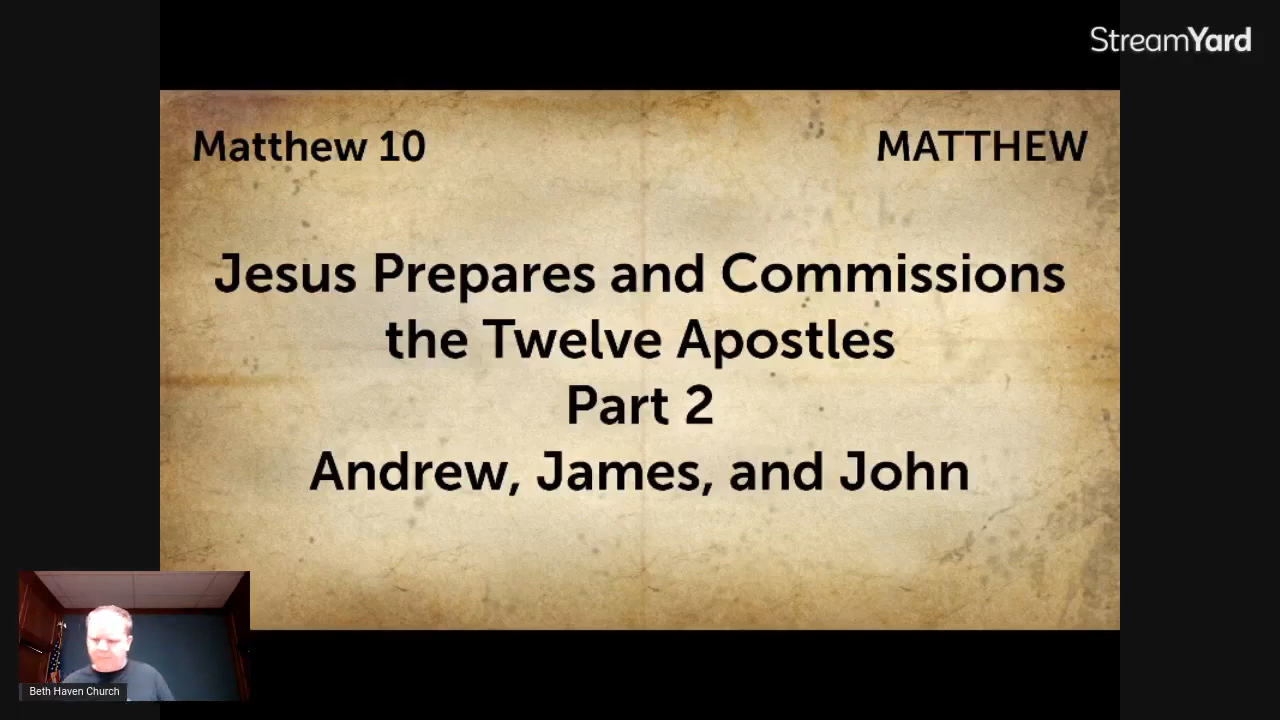 StreamYard
Matthew 10
MATTHEW
Jesus Prepares and Commissions
the Twelve Apostles
Part 2
Andrew, James, and John
Beth Haven Church